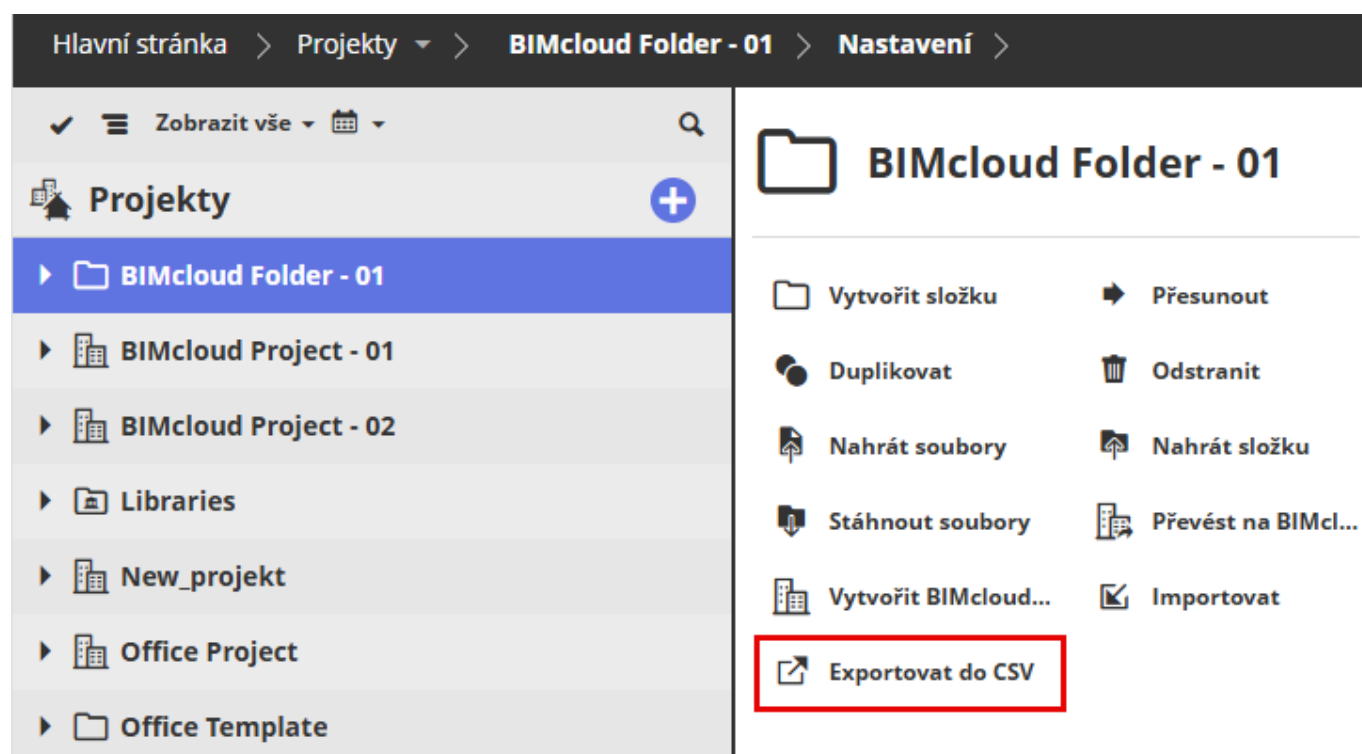 Hlavní stránka > Projekty > BIMcloud Folder - 01 > Nastavení >
Zobrazit vše
Projekty
BIMcloud Folder - 01
BIMcloud Project - 01
BIMcloud Project - 02
Libraries
New_projekt
Office Project
Office Template
BIMcloud Folder - 01
Vytvořit složku
Přesunout
Duplikovat
Odstranit
Nahrát soubory
Nahrát složku
Stáhnout soubory
Převést na BIMcl...
Vytvořit BIMcloud...
Importovat
Exportovat do CSV